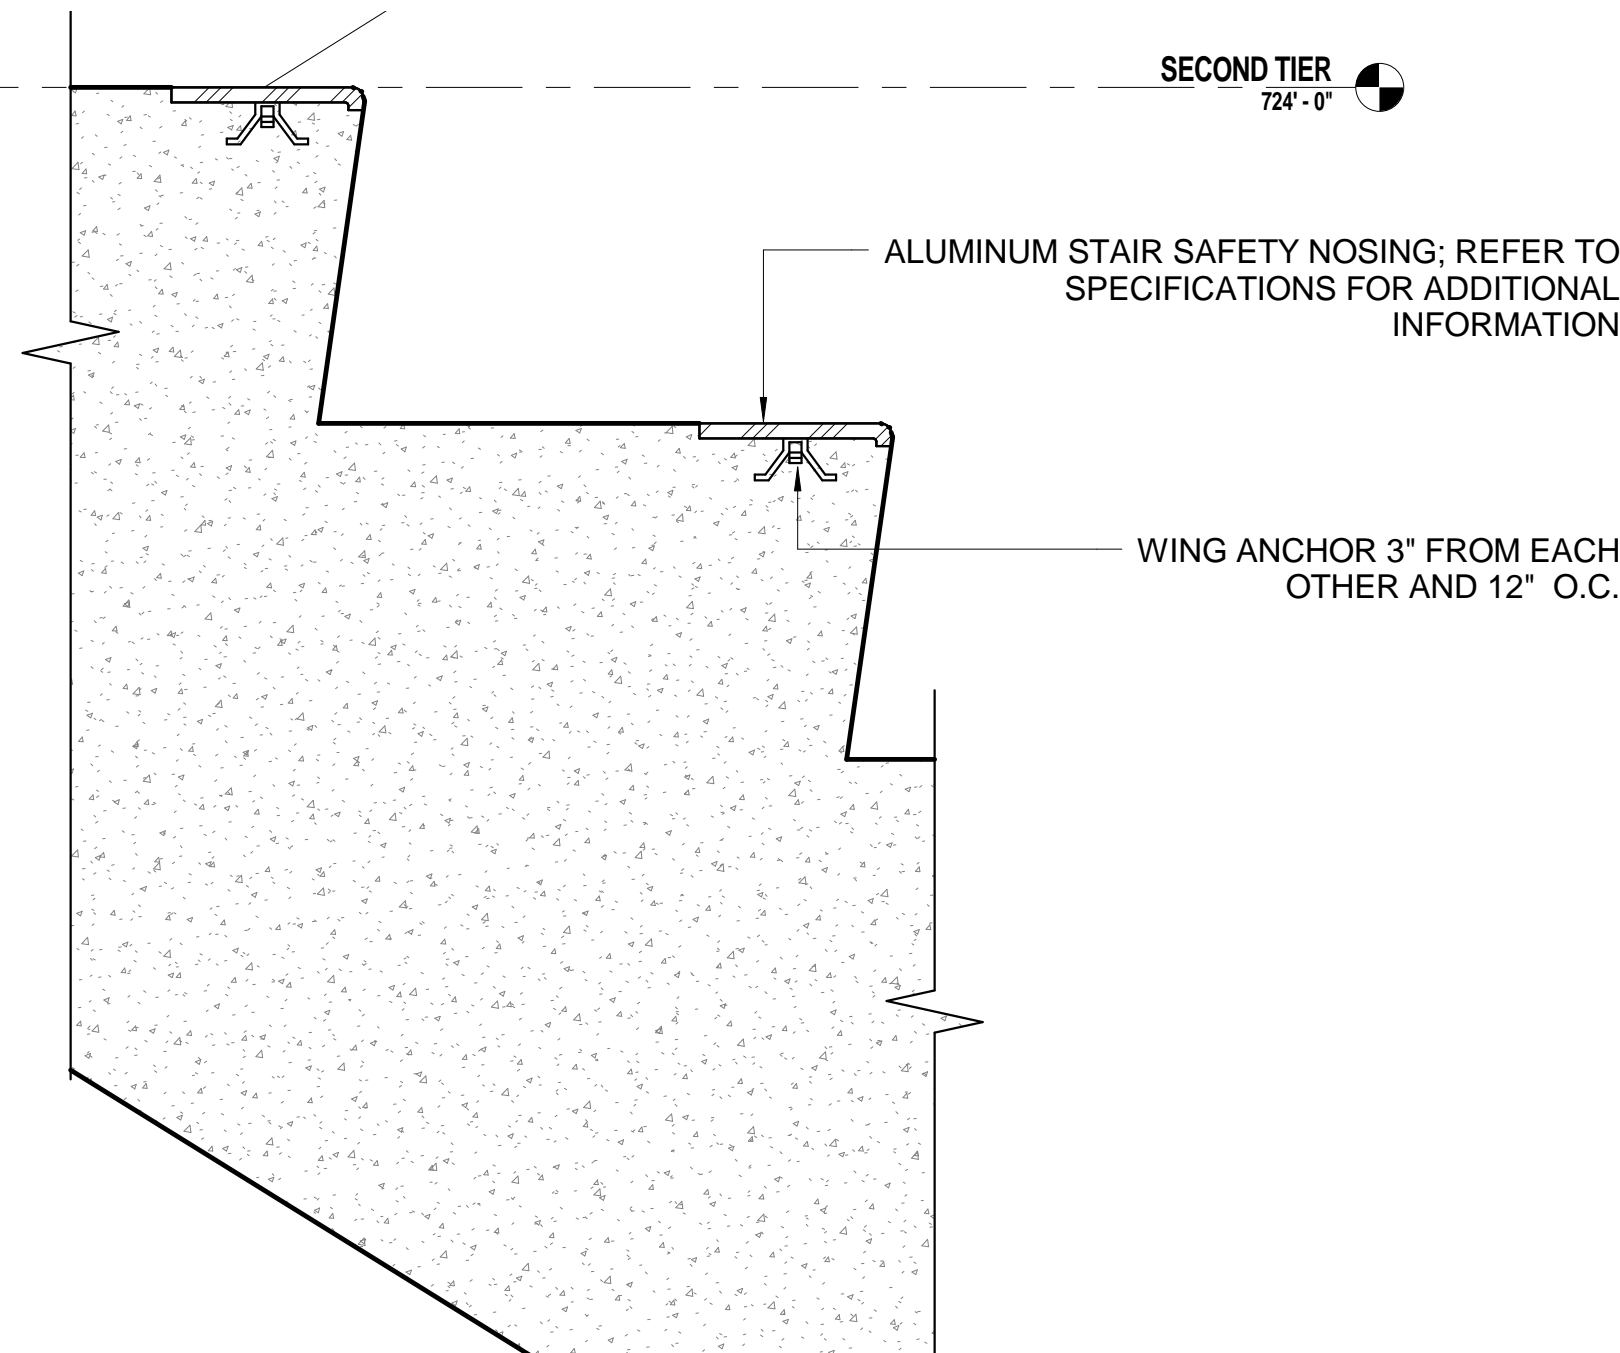 SECOND TIER
724' - 0"
ALUMINUM STAIR SAFETY NOSING; REFER TO
SPECIFICATIONS FOR ADDITIONAL
INFORMATION
WING ANCHOR 3" FROM EACH
OTHER AND 12"  O.C.